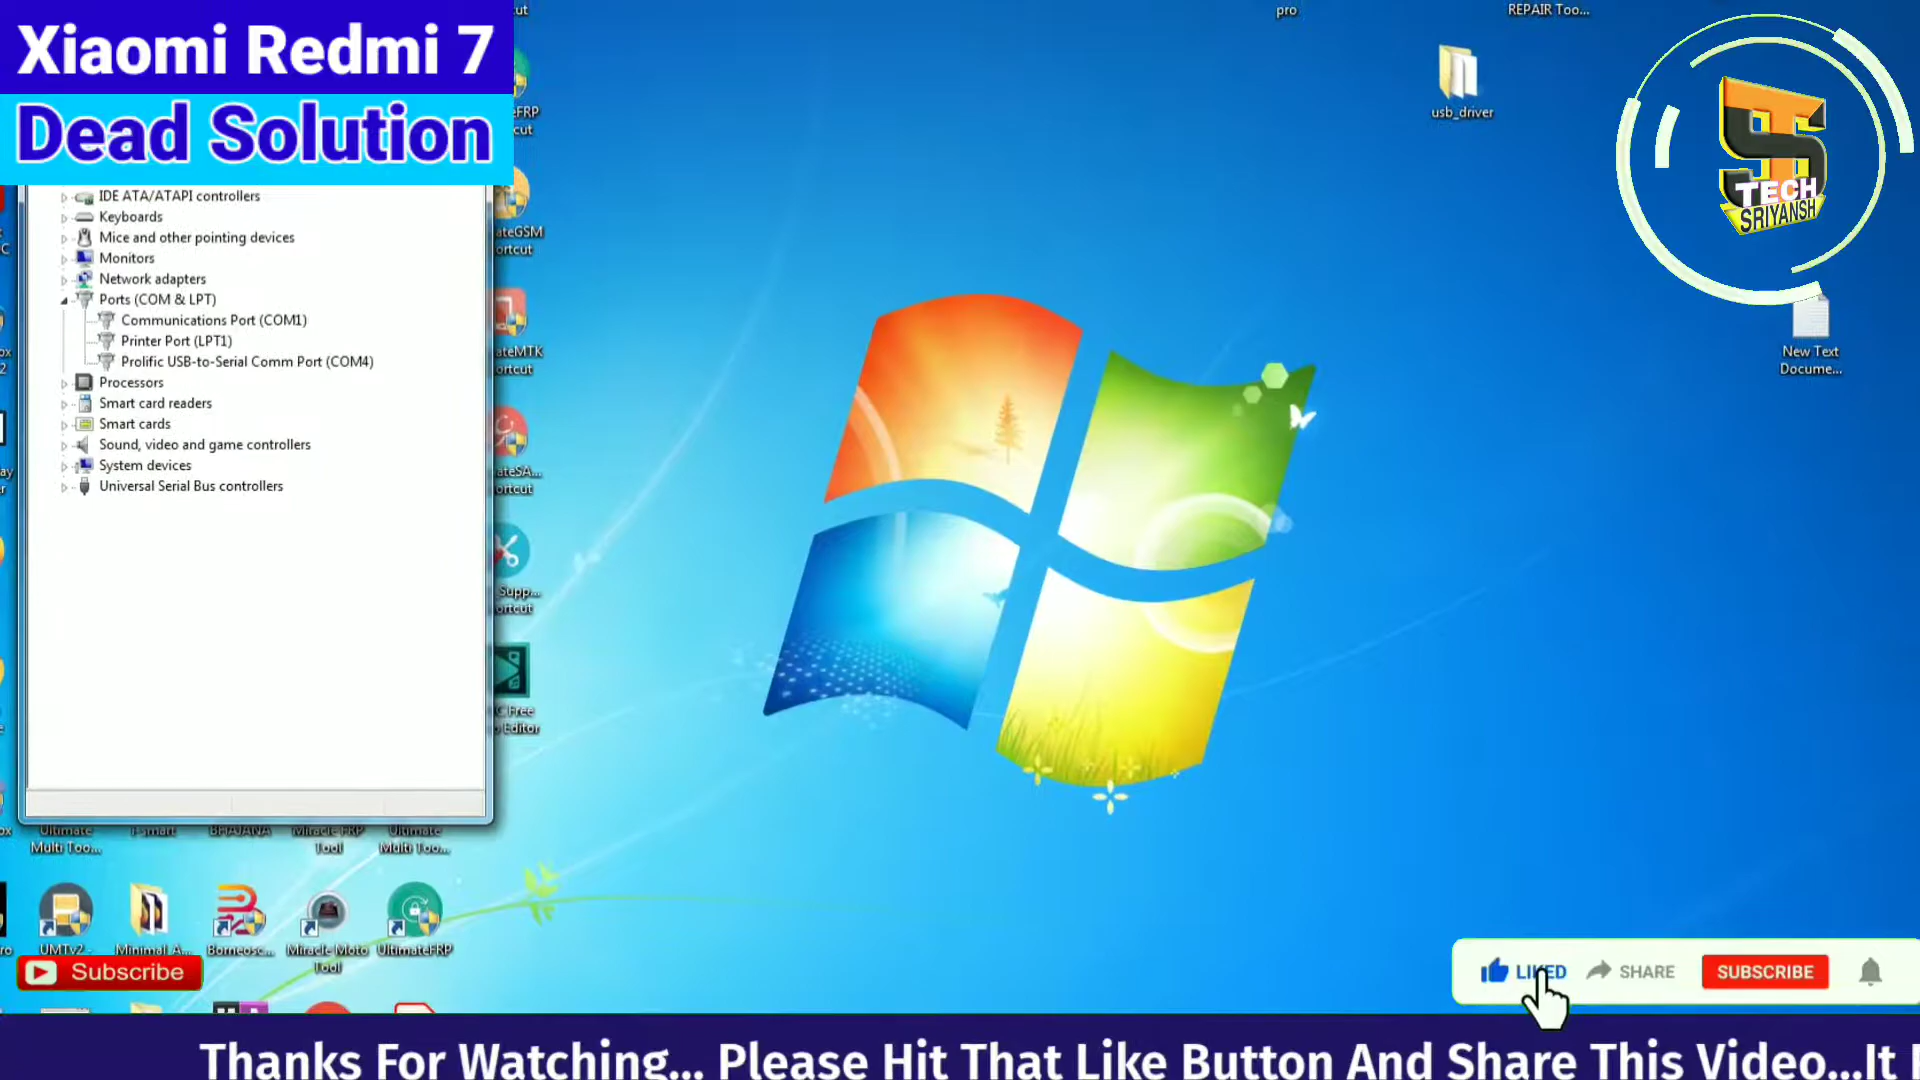 Xiaomi Redmi 7
Dead Solution
IDE ATA/ATAPI controllers
Keyboards
Mice and other pointing devices
Monitors
Network adapters
Ports (COM & LPT)
Communications Port (COM1)
Printer Port (LPT1)
Prolific USB-to-Serial Comm Port (COM4)
Processors
Smart card readers
Smart cards
Sound, video and game controllers
System devices
Universal Serial Bus controllers
pro
REPAIR Too...
usb_driver
TECH
SRIYANSH
New Text
Docume...
Ultimate
Multi Too...
i-smart
BHAJANA
Miracle FRP
Tool
Ultimate
Multi Too...
UMTv2 -
Minimal A...
Borneosc...
Miracle Moto
Tool
UltimateFRP
Subscribe
LIKED
SHARE
SUBSCRIBE
Thanks For Watching... Please Hit That Like Button And Share This Video...It